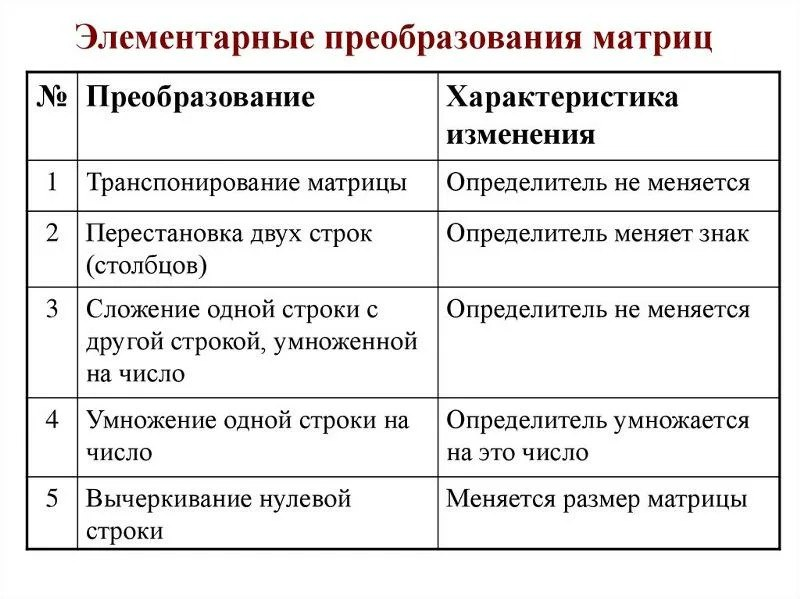 Элементарные преобразования матриц
№ Преобразование Характеристика
изменения
1 Транспонирование матрицы Определитель не меняется
2 Перестановка двух строк Определитель меняет знак
(столбцов)
3 Сложение одной строки с Определитель не меняется
другой строкой, умноженной
на число
4 Умножение одной строки на Определитель умножается
число на это число
5 Вычеркивание нулевой Меняется размер матрицы
строки